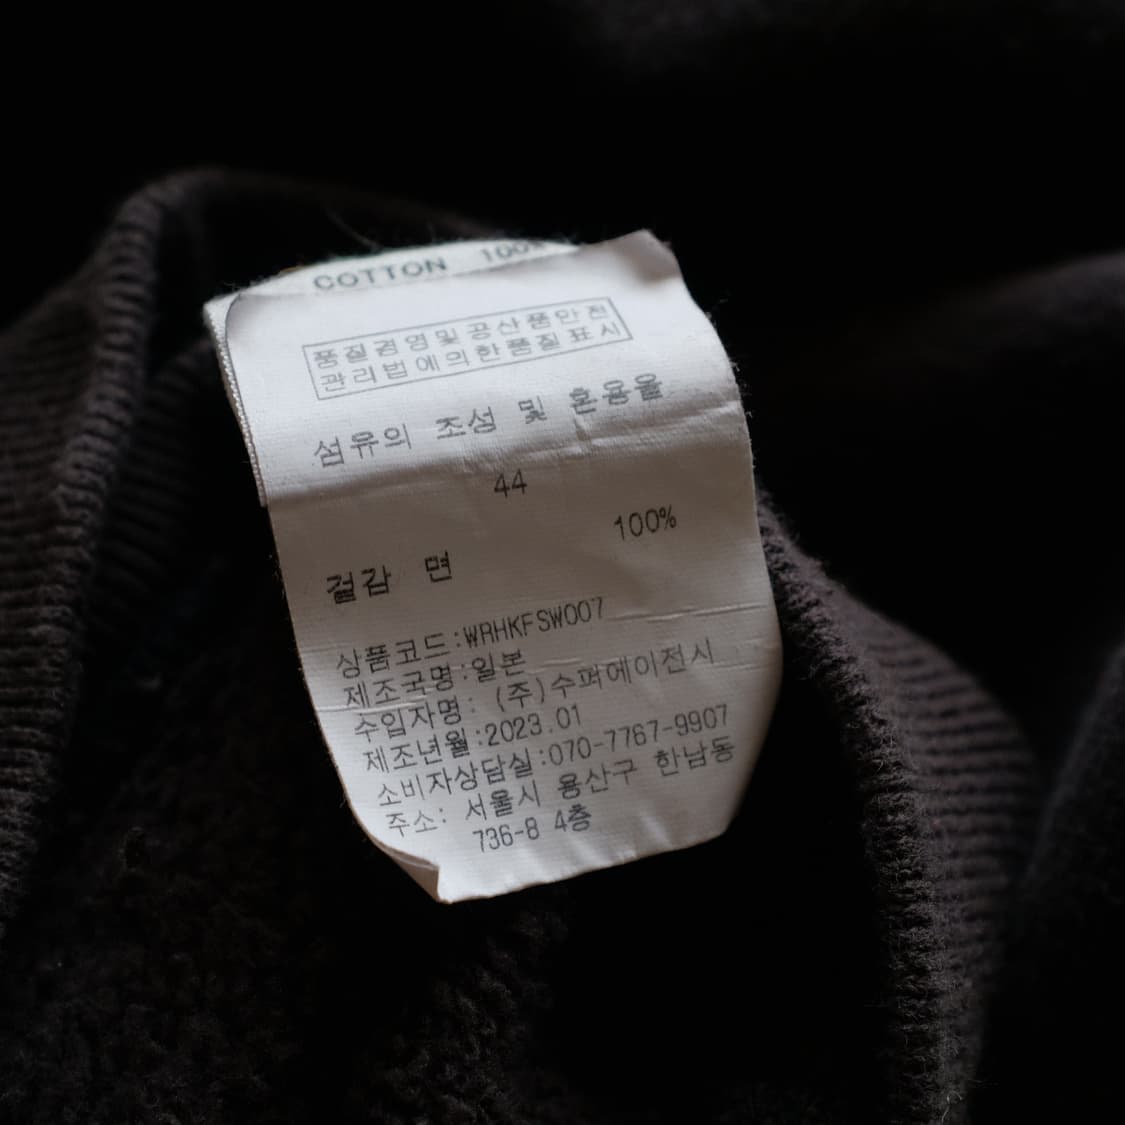 COTTON 100%
품질경영및공산품안전
관리법에의한품질표시
섬유의 조성 및 혼용율
44
100%
겉감 면
상품코드:WRHKFSW007
제조국명:일본
수입자명: (주)수퍼에이전시
제조년월:2023.01
소비자상담실:070-7767-9907
주소: 서울시 용산구 한남동
736-8 4층